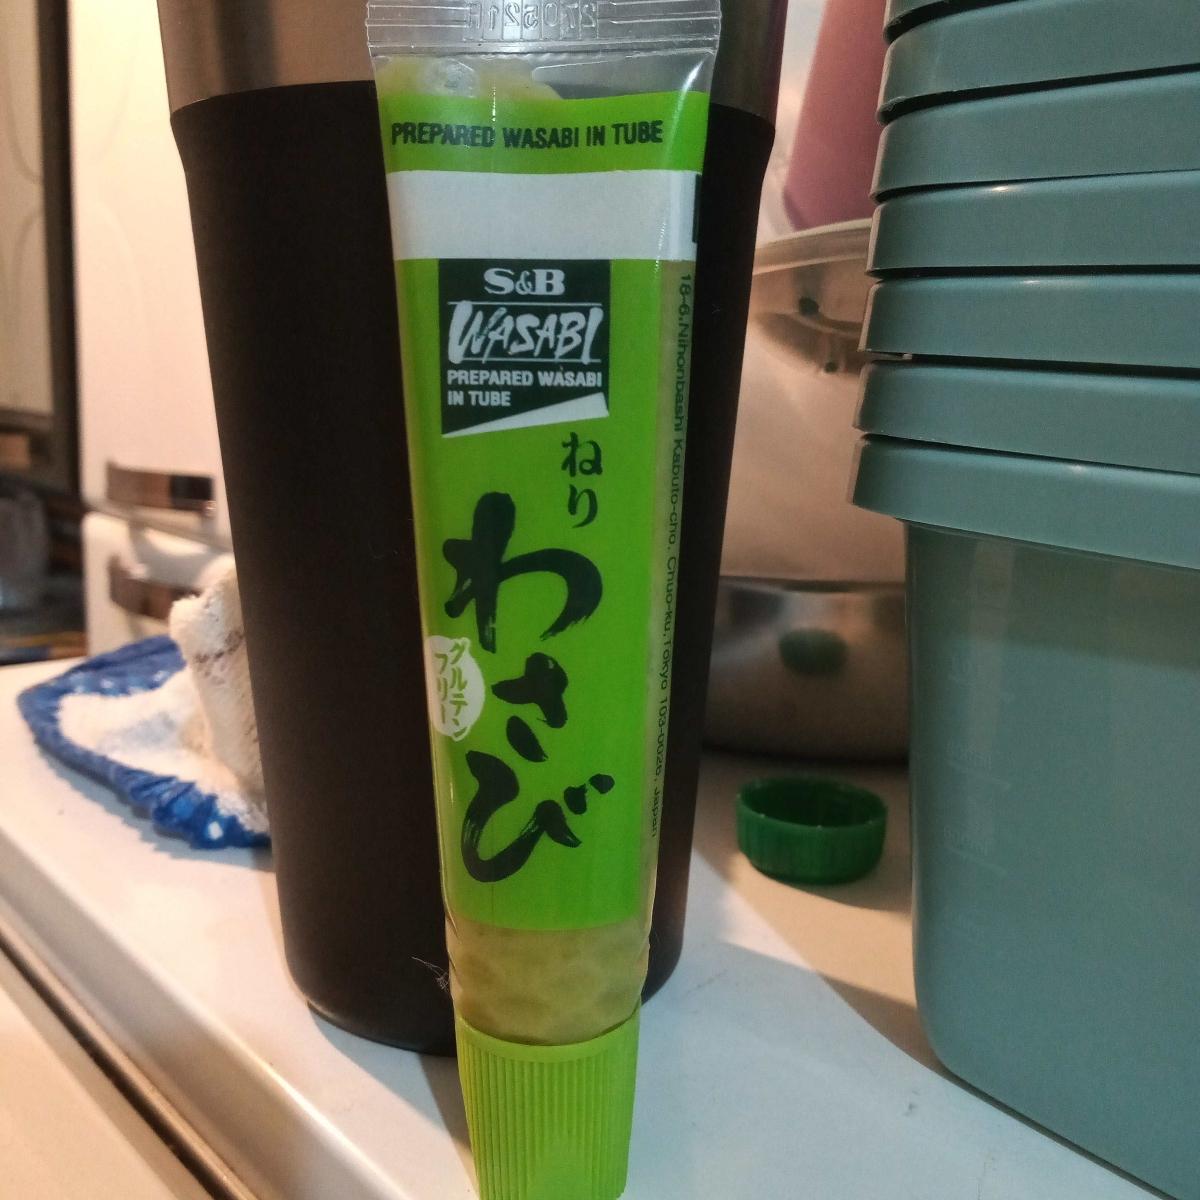 PREPARED WASABI IN TUBE
S&B
WASABI
PREPARED WASABI
IN TUBE
ねり
わさび
グルテン
フリー
18-6, Nihonbashi Kabuto-cho, Chuo-ku, Tokyo 103-0026, Japan